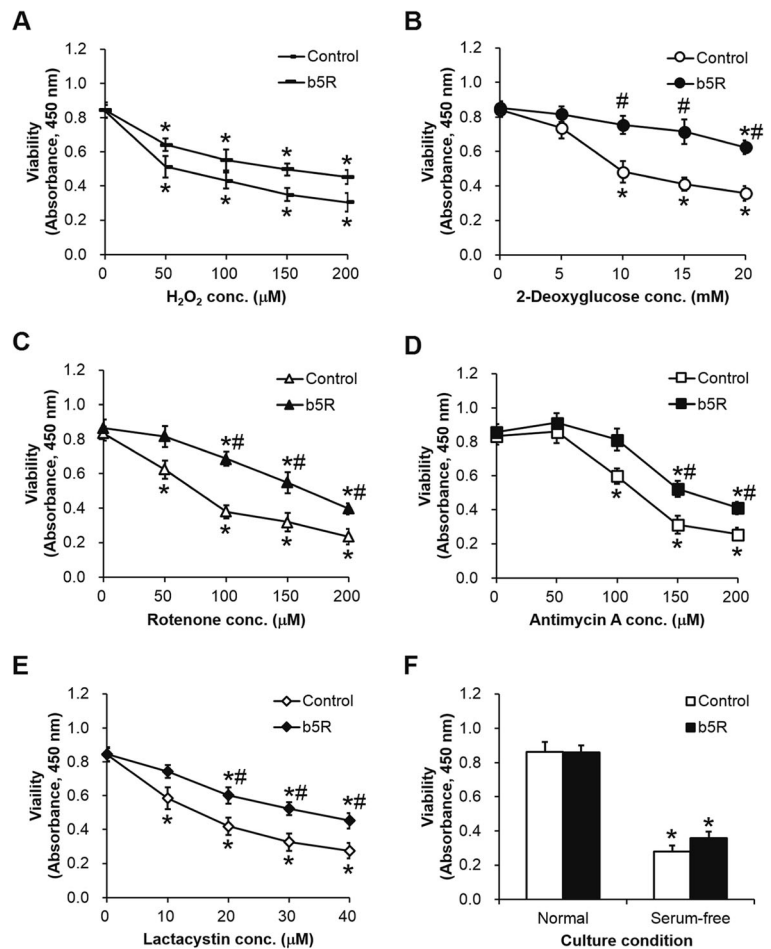 A
1.2
1.0
0.8
0.6
0.4
0.2
0.0
Viability
(Absorbance, 450 nm)
Control
b5R
* * * *
* * * *
0 50 100 150 200
H₂O₂ conc. (μM)
B
1.2
1.0
0.8
0.6
0.4
0.2
0.0
Viability
(Absorbance, 450 nm)
Control
b5R
# # *#
* * *
0 5 10 15 20
2-Deoxyglucose conc. (mM)
C
1.2
1.0
0.8
0.6
0.4
0.2
0.0
Viability
(Absorbance, 450 nm)
Control
b5R
*# *# *#
* * * *
0 50 100 150 200
Rotenone conc. (μM)
D
1.2
1.0
0.8
0.6
0.4
0.2
0.0
Viability
(Absorbance, 450 nm)
Control
b5R
*# *#
* * *
0 50 100 150 200
Antimycin A conc. (μM)
E
1.2
1.0
0.8
0.6
0.4
0.2
0.0
Viaility
(Absorbance, 450 nm)
Control
b5R
*# *# *#
* * * *
0 10 20 30 40
Lactacystin conc. (μM)
F
1.2
1.0
0.8
0.6
0.4
0.2
0.0
Viability
(Absorbance, 450 nm)
Control
b5R
* *
Normal Serum-free
Culture condition